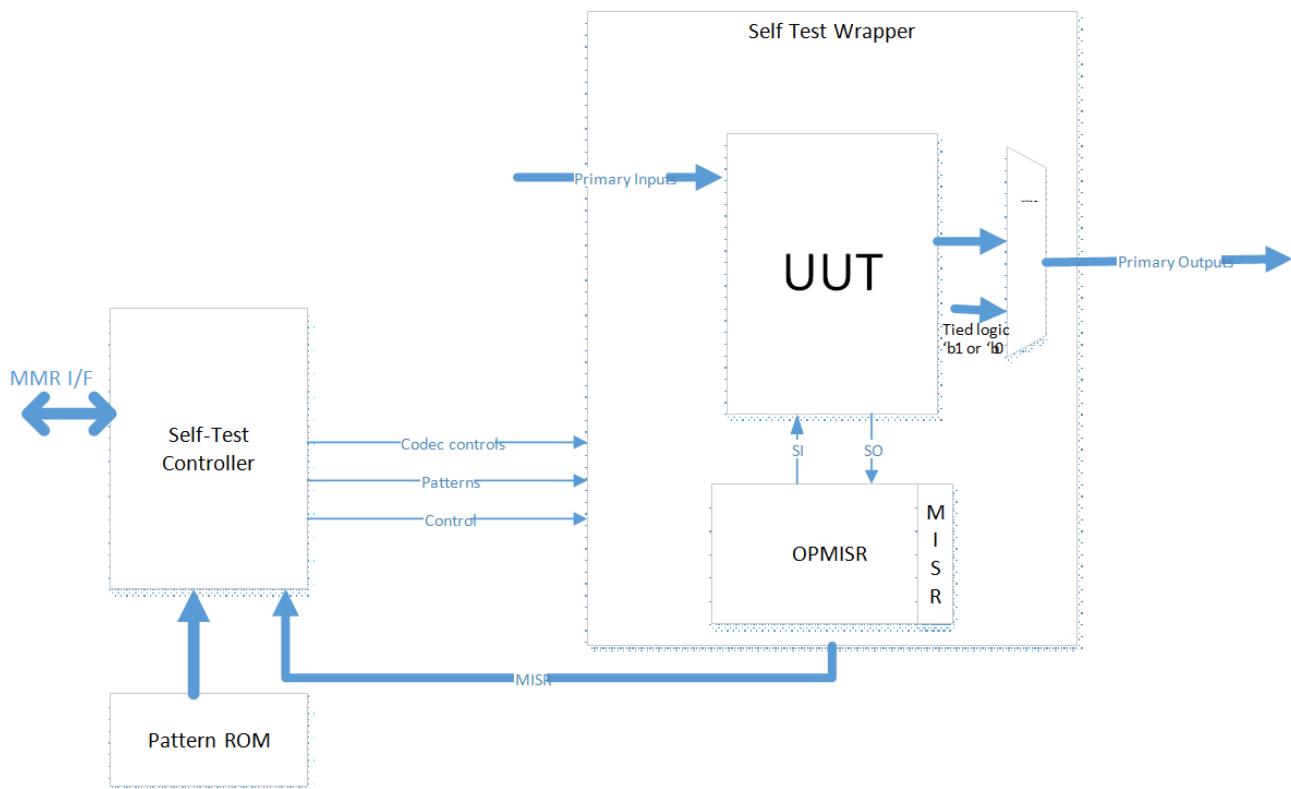 Self Test Wrapper
Primary Inputs
UUT
Primary Outputs
Tied logic
‘b1 or ‘b0
MMR I/F
Self-Test
Controller
Codec controls
Patterns
Control
SI
SO
OPMISR
M
I
S
R
MISR
Pattern ROM